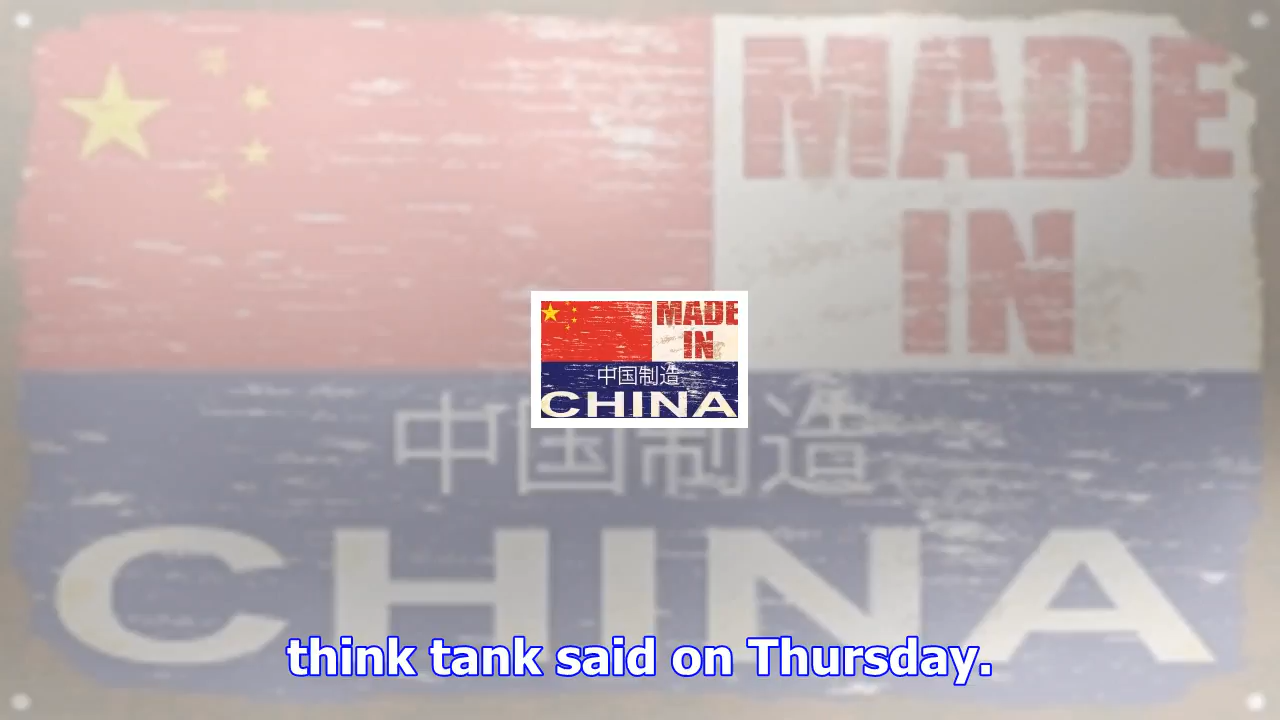 MADE
IN
中国制造
CHINA
MADE
IN
中国制造
CHINA
think tank said on Thursday.